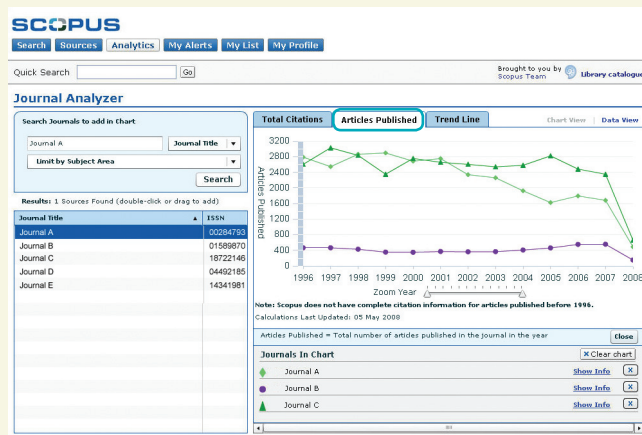 SCOPUS
Search Sources Analytics My Alerts My List My Profile
Quick Search Go
Brought to you by
Scopus Team
Library catalogue
Journal Analyzer
Search Journals to add in Chart
Journal A Journal Title
Limit by Subject Area
Search
Results: 1 Sources Found (double-click or drag to add)
Journal Title ISSN
Journal A 00284793
Journal B 01589870
Journal C 18722146
Journal D 04492185
Journal E 14341981
Total Citations Articles Published Trend Line Chart View | Data View
Articles Published
3200
2800
2400
2000
1600
1200
800
400
0
1996 1997 1998 1999 2000 2001 2002 2003 2004 2005 2006 2007 2008
Zoom Year
Note: Scopus does not have complete citation information for articles published before 1996.
Calculations Last Updated: 05 May 2008
Articles Published = Total number of articles published in the journal in the year Close
Journals In Chart × Clear chart
Journal A Show Info X
Journal B Show Info X
Journal C Show Info X